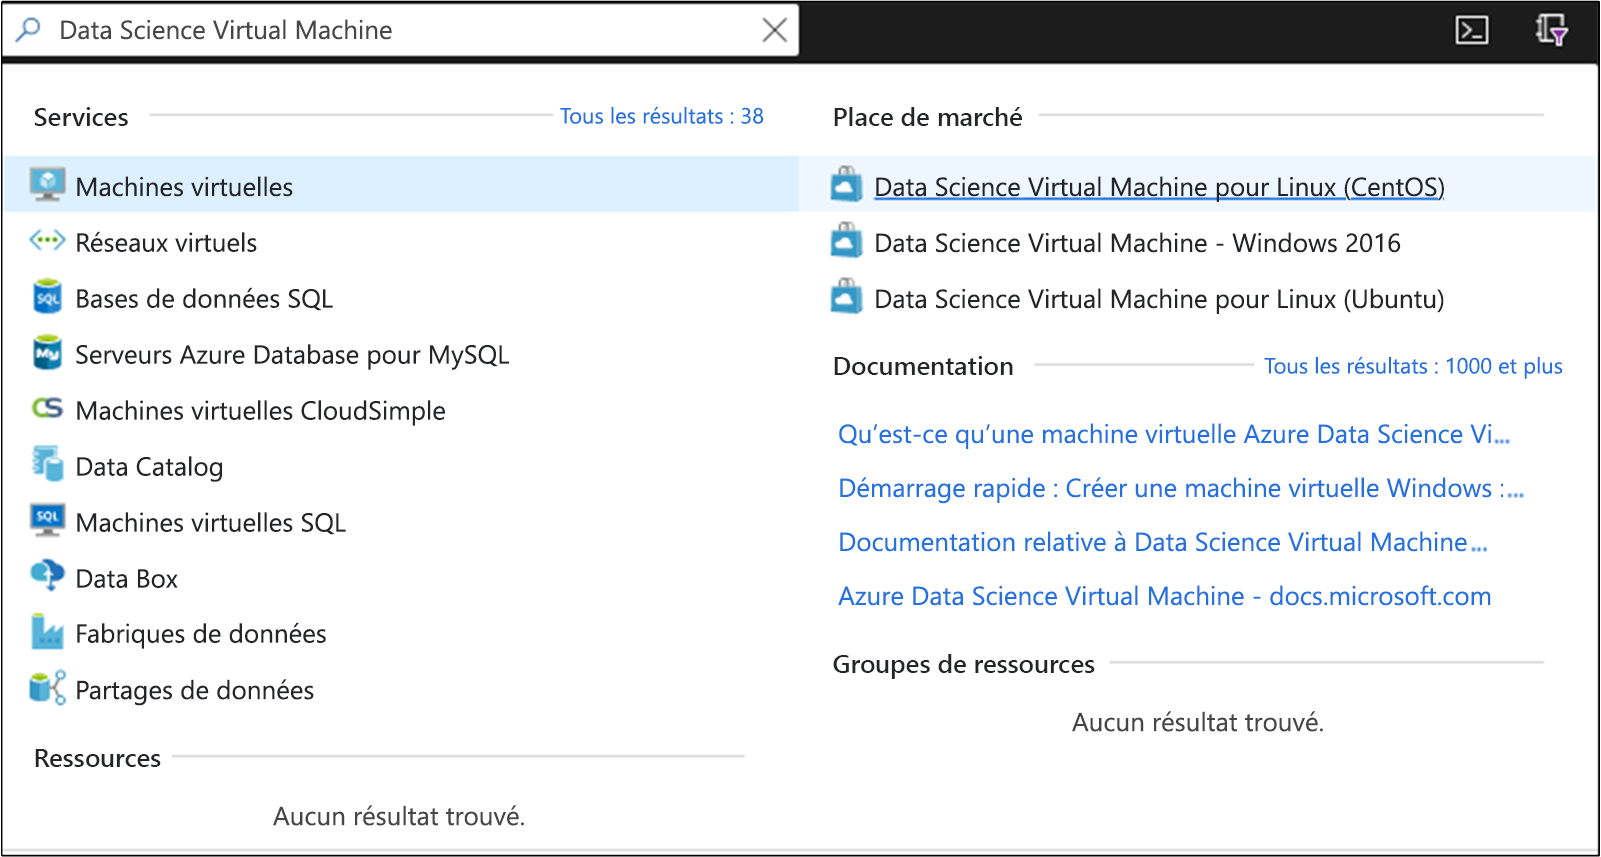 Data Science Virtual Machine
Services
Tous les résultats : 38
Machines virtuelles
Réseaux virtuels
SQL
Bases de données SQL
My
Serveurs Azure Database pour MySQL
CS
Machines virtuelles CloudSimple
Data Catalog
SQL
Machines virtuelles SQL
Data Box
Fabriques de données
Partages de données
Ressources
Aucun résultat trouvé.
Place de marché
Data Science Virtual Machine pour Linux (CentOS)
Data Science Virtual Machine - Windows 2016
Data Science Virtual Machine pour Linux (Ubuntu)
Documentation
Tous les résultats : 1000 et plus
Qu‘est-ce qu‘une machine virtuelle Azure Data Science Vi...
Démarrage rapide : Créer une machine virtuelle Windows :...
Documentation relative à Data Science Virtual Machine...
Azure Data Science Virtual Machine - docs.microsoft.com
Groupes de ressources
Aucun résultat trouvé.